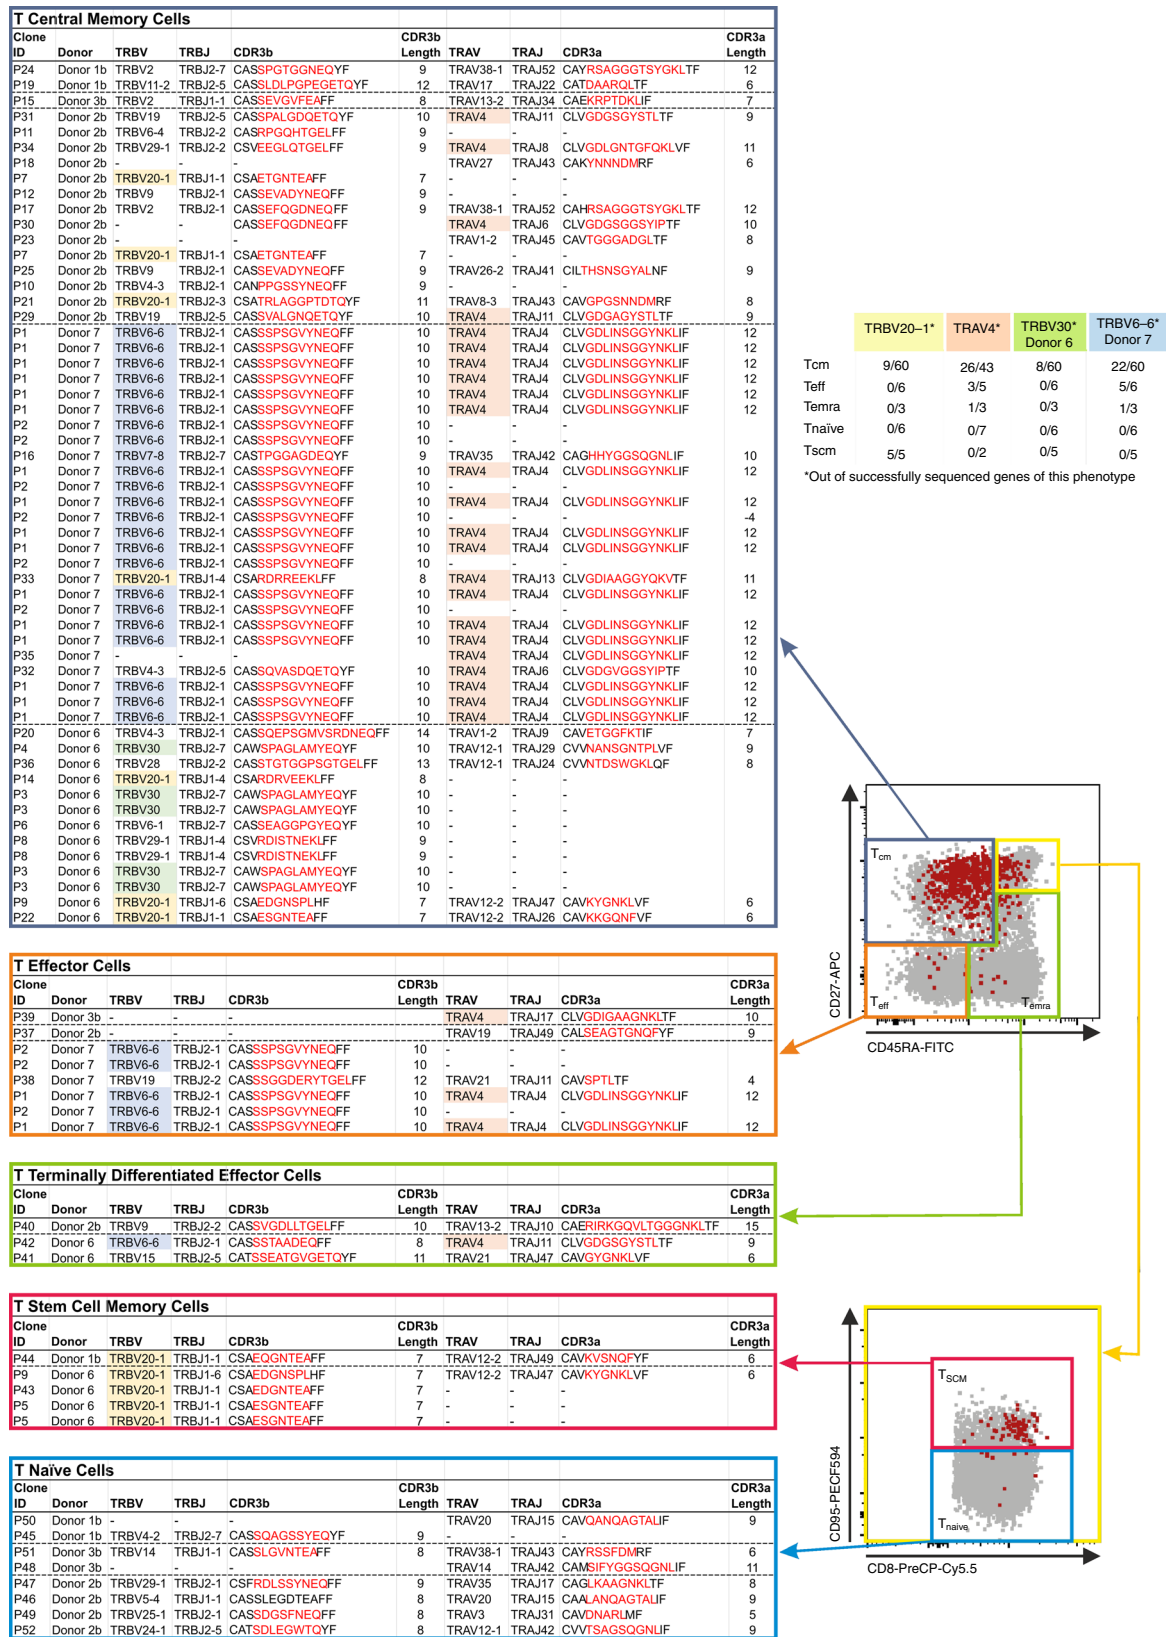 T Central Memory Cells
Clone ID Donor TRBV TRBJ CDR3b CDR3b Length TRAV TRAJ CDR3a CDR3a Length
P24 Donor 1b TRBV2 TRBJ2-7 CASSPGTGGNEQYF 9 TRAV38-1 TRAJ52 CAYRSAGGGTSYGKLTF 12
P19 Donor 1b TRBV11-2 TRBJ2-5 CASSLDLPGPEGETQYF 12 TRAV17 TRAJ22 CATDAARQLTF 6
P15 Donor 3b TRBV2 TRBJ1-1 CASSEVGVFEAFF 8 TRAV13-2 TRAJ34 CAEKRPTDKLIF 7
P31 Donor 2b TRBV19 TRBJ2-5 CASSPALGDQETQYF 10 TRAV4 TRAJ11 CLVGDGSGYSTLTF 9
P11 Donor 2b TRBV6-4 TRBJ2-2 CASRPGQHTGELFF 9 - - -
P34 Donor 2b TRBV29-1 TRBJ2-2 CSVEEGLQTGELFF 9 TRAV4 TRAJ8 CLVGDLGNTGFQKLVF 11
P18 Donor 2b - - - TRAV27 TRAJ43 CAKYNNNDMRF 6
P7 Donor 2b TRBV20-1 TRBJ1-1 CSAETGNTEAFF 7 - - -
P12 Donor 2b TRBV9 TRBJ2-1 CASSEVADYNEQFF 9 - - -
P17 Donor 2b TRBV2 TRBJ2-1 CASSEFQGDNEQFF 9 TRAV38-1 TRAJ52 CAHRSAGGGTSYGKLTF 12
P30 Donor 2b - - CASSEFQGDNEQFF TRAV4 TRAJ6 CLVGDGSGGSYIPTF 10
P23 Donor 2b - - - TRAV1-2 TRAJ45 CAVTGGGADGLTF 8
P7 Donor 2b TRBV20-1 TRBJ1-1 CSAETGNTEAFF 7 - - -
P25 Donor 2b TRBV9 TRBJ2-1 CASSEVADYNEQFF 9 TRAV26-2 TRAJ41 CILTHSNSGYALNF 9
P10 Donor 2b TRBV4-3 TRBJ2-1 CANPPGSSYNEQFF 9 - - -
P21 Donor 2b TRBV20-1 TRBJ2-3 CSATRLAGGPTDTQYF 11 TRAV8-3 TRAJ43 CAVGPGSNNDMRF 8
P29 Donor 2b TRBV19 TRBJ2-5 CASSVALGNQETQYF 10 TRAV4 TRAJ11 CLVGDGAGYSTLTF 9
P1 Donor 7 TRBV6-6 TRBJ2-1 CASSSPSGVYNEQFF 10 TRAV4 TRAJ4 CLVGDLINSGGYNKLIF 12
P1 Donor 7 TRBV6-6 TRBJ2-1 CASSSPSGVYNEQFF 10 TRAV4 TRAJ4 CLVGDLINSGGYNKLIF 12
P1 Donor 7 TRBV6-6 TRBJ2-1 CASSSPSGVYNEQFF 10 TRAV4 TRAJ4 CLVGDLINSGGYNKLIF 12
P1 Donor 7 TRBV6-6 TRBJ2-1 CASSSPSGVYNEQFF 10 TRAV4 TRAJ4 CLVGDLINSGGYNKLIF 12
P1 Donor 7 TRBV6-6 TRBJ2-1 CASSSPSGVYNEQFF 10 TRAV4 TRAJ4 CLVGDLINSGGYNKLIF 12
P1 Donor 7 TRBV6-6 TRBJ2-1 CASSSPSGVYNEQFF 10 TRAV4 TRAJ4 CLVGDLINSGGYNKLIF 12
P2 Donor 7 TRBV6-6 TRBJ2-1 CASSSPSGVYNEQFF 10 - - -
P2 Donor 7 TRBV6-6 TRBJ2-1 CASSSPSGVYNEQFF 10 - - -
P16 Donor 7 TRBV7-8 TRBJ2-7 CASTPGGAGDEQYF 9 TRAV35 TRAJ42 CAGHHYGGSQGNLIF 10
P1 Donor 7 TRBV6-6 TRBJ2-1 CASSSPSGVYNEQFF 10 TRAV4 TRAJ4 CLVGDLINSGGYNKLIF 12
P2 Donor 7 TRBV6-6 TRBJ2-1 CASSSPSGVYNEQFF 10 - - -
P1 Donor 7 TRBV6-6 TRBJ2-1 CASSSPSGVYNEQFF 10 TRAV4 TRAJ4 CLVGDLINSGGYNKLIF 12
P2 Donor 7 TRBV6-6 TRBJ2-1 CASSSPSGVYNEQFF 10 - - - -4
P1 Donor 7 TRBV6-6 TRBJ2-1 CASSSPSGVYNEQFF 10 TRAV4 TRAJ4 CLVGDLINSGGYNKLIF 12
P1 Donor 7 TRBV6-6 TRBJ2-1 CASSSPSGVYNEQFF 10 TRAV4 TRAJ4 CLVGDLINSGGYNKLIF 12
P2 Donor 7 TRBV6-6 TRBJ2-1 CASSSPSGVYNEQFF 10 - - -
P33 Donor 7 TRBV20-1 TRBJ1-4 CSARDRREEKLFF 8 TRAV4 TRAJ13 CLVGDIAAGGYQKVTF 11
P1 Donor 7 TRBV6-6 TRBJ2-1 CASSSPSGVYNEQFF 10 TRAV4 TRAJ4 CLVGDLINSGGYNKLIF 12
P2 Donor 7 TRBV6-6 TRBJ2-1 CASSSPSGVYNEQFF 10 - - -
P1 Donor 7 TRBV6-6 TRBJ2-1 CASSSPSGVYNEQFF 10 TRAV4 TRAJ4 CLVGDLINSGGYNKLIF 12
P1 Donor 7 TRBV6-6 TRBJ2-1 CASSSPSGVYNEQFF 10 TRAV4 TRAJ4 CLVGDLINSGGYNKLIF 12
P35 Donor 7 - - - TRAV4 TRAJ4 CLVGDLINSGGYNKLIF 12
P32 Donor 7 TRBV4-3 TRBJ2-5 CASSQVASDQETQYF 10 TRAV4 TRAJ6 CLVGDGVGGSYIPTF 10
P1 Donor 7 TRBV6-6 TRBJ2-1 CASSSPSGVYNEQFF 10 TRAV4 TRAJ4 CLVGDLINSGGYNKLIF 12
P1 Donor 7 TRBV6-6 TRBJ2-1 CASSSPSGVYNEQFF 10 TRAV4 TRAJ4 CLVGDLINSGGYNKLIF 12
P1 Donor 7 TRBV6-6 TRBJ2-1 CASSSPSGVYNEQFF 10 TRAV4 TRAJ4 CLVGDLINSGGYNKLIF 12
P20 Donor 6 TRBV4-3 TRBJ2-1 CASSQEPSGMVSRDNEQFF 14 TRAV1-2 TRAJ9 CAVETGGFKTIF 7
P4 Donor 6 TRBV30 TRBJ2-7 CAWSPAGLAMYEQYF 10 TRAV12-1 TRAJ29 CVVNANSGNTPLVF 9
P36 Donor 6 TRBV28 TRBJ2-2 CASTGTGGPSGTGELFF 13 TRAV12-1 TRAJ24 CVVNTDSWGKLQF 8
P14 Donor 6 TRBV20-1 TRBJ1-4 CSARDRVEEKLFF 8 - - -
P3 Donor 6 TRBV30 TRBJ2-7 CAWSPAGLAMYEQYF 10 - - -
P3 Donor 6 TRBV30 TRBJ2-7 CAWSPAGLAMYEQYF 10 - - -
P6 Donor 6 TRBV6-1 TRBJ2-7 CASSEAGGPGYEQYF 10 - - -
P8 Donor 6 TRBV29-1 TRBJ1-4 CSVRDISTNEKLFF 9 - - -
P8 Donor 6 TRBV29-1 TRBJ1-4 CSVRDISTNEKLFF 9 - - -
P3 Donor 6 TRBV30 TRBJ2-7 CAWSPAGLAMYEQYF 10 - - -
P3 Donor 6 TRBV30 TRBJ2-7 CAWSPAGLAMYEQYF 10 - - -
P9 Donor 6 TRBV20-1 TRBJ1-6 CSAEDGNSPLHF 7 TRAV12-2 TRAJ47 CAVKYGNKLVF 6
P22 Donor 6 TRBV20-1 TRBJ1-1 CSAESGNTEAFF 7 TRAV12-2 TRAJ26 CAVKKGQNFVF 6
TRBV20–1* TRAV4* TRBV30* Donor 6 TRBV6–6* Donor 7
Tcm 9/60 26/43 8/60 22/60
Teff 0/6 3/5 0/6 5/6
Temra 0/3 1/3 0/3 1/3
Tnaïve 0/6 0/7 0/6 0/6
Tscm 5/5 0/2 0/5 0/5
*Out of successfully sequenced genes of this phenotype
Tcm
Teff
Temra
CD27-APC
CD45RA-FITC
T Effector Cells
Clone ID Donor TRBV TRBJ CDR3b CDR3b Length TRAV TRAJ CDR3a CDR3a Length
P39 Donor 3b - - - TRAV4 TRAJ17 CLVGDIGAAGNKLTF 10
P37 Donor 2b - - - TRAV19 TRAJ49 CALSEAGTGNQFYF 9
P2 Donor 7 TRBV6-6 TRBJ2-1 CASSSPSGVYNEQFF 10 - - -
P2 Donor 7 TRBV6-6 TRBJ2-1 CASSSPSGVYNEQFF 10 - - -
P38 Donor 7 TRBV19 TRBJ2-2 CASSSGGDERYTGELFF 12 TRAV21 TRAJ11 CAVSPTLTF 4
P1 Donor 7 TRBV6-6 TRBJ2-1 CASSSPSGVYNEQFF 10 TRAV4 TRAJ4 CLVGDLINSGGYNKLIF 12
P2 Donor 7 TRBV6-6 TRBJ2-1 CASSSPSGVYNEQFF 10 - - -
P1 Donor 7 TRBV6-6 TRBJ2-1 CASSSPSGVYNEQFF 10 TRAV4 TRAJ4 CLVGDLINSGGYNKLIF 12
T Terminally Differentiated Effector Cells
Clone ID Donor TRBV TRBJ CDR3b CDR3b Length TRAV TRAJ CDR3a CDR3a Length
P40 Donor 2b TRBV9 TRBJ2-2 CASSVGDLLTGELFF 10 TRAV13-2 TRAJ10 CAERIRKGQVLTGGGNKLTF 15
P42 Donor 6 TRBV6-6 TRBJ2-1 CASSSTAADEQFF 8 TRAV4 TRAJ11 CLVGDGSGYSTLTF 9
P41 Donor 6 TRBV15 TRBJ2-5 CATSSEATGVGETQYF 11 TRAV21 TRAJ47 CAVGYGNKLVF 6
T Stem Cell Memory Cells
Clone ID Donor TRBV TRBJ CDR3b CDR3b Length TRAV TRAJ CDR3a CDR3a Length
P44 Donor 1b TRBV20-1 TRBJ1-1 CSAEQGNTEAFF 7 TRAV12-2 TRAJ49 CAVKVSNQFYF 6
P9 Donor 6 TRBV20-1 TRBJ1-6 CSAEDGNSPLHF 7 TRAV12-2 TRAJ47 CAVKYGNKLVF 6
P43 Donor 6 TRBV20-1 TRBJ1-1 CSAEDGNTEAFF 7 - - -
P5 Donor 6 TRBV20-1 TRBJ1-1 CSAESGNTEAFF 7 - - -
P5 Donor 6 TRBV20-1 TRBJ1-1 CSAESGNTEAFF 7 - - -
TSCM
Tnaive
CD95-PECF594
CD8-PreCP-Cy5.5
T Naïve Cells
Clone ID Donor TRBV TRBJ CDR3b CDR3b Length TRAV TRAJ CDR3a CDR3a Length
P50 Donor 1b - - - TRAV20 TRAJ15 CAVQANQAGTALIF 9
P45 Donor 1b TRBV4-2 TRBJ2-7 CASSQAGSSYEQYF 9 - - -
P51 Donor 3b TRBV14 TRBJ1-1 CASSLGVNTEAFF 8 TRAV38-1 TRAJ43 CAYRSSFDMRF 6
P48 Donor 3b - - - TRAV14 TRAJ42 CAMSIFYGGSQGNLIF 11
P47 Donor 2b TRBV29-1 TRBJ2-1 CSFRDLSSYNEQFF 9 TRAV35 TRAJ17 CAGLKAAGNKLTF 8
P46 Donor 2b TRBV5-4 TRBJ1-1 CASSLEGDTEAFF 8 TRAV20 TRAJ15 CAALANQAGTALIF 9
P49 Donor 2b TRBV25-1 TRBJ2-1 CASSDGSFNEQFF 8 TRAV3 TRAJ31 CAVDNARLMF 5
P52 Donor 2b TRBV24-1 TRBJ2-5 CATSDLEGWTQYF 8 TRAV12-1 TRAJ42 CVVTSAGSQGNLIF 9